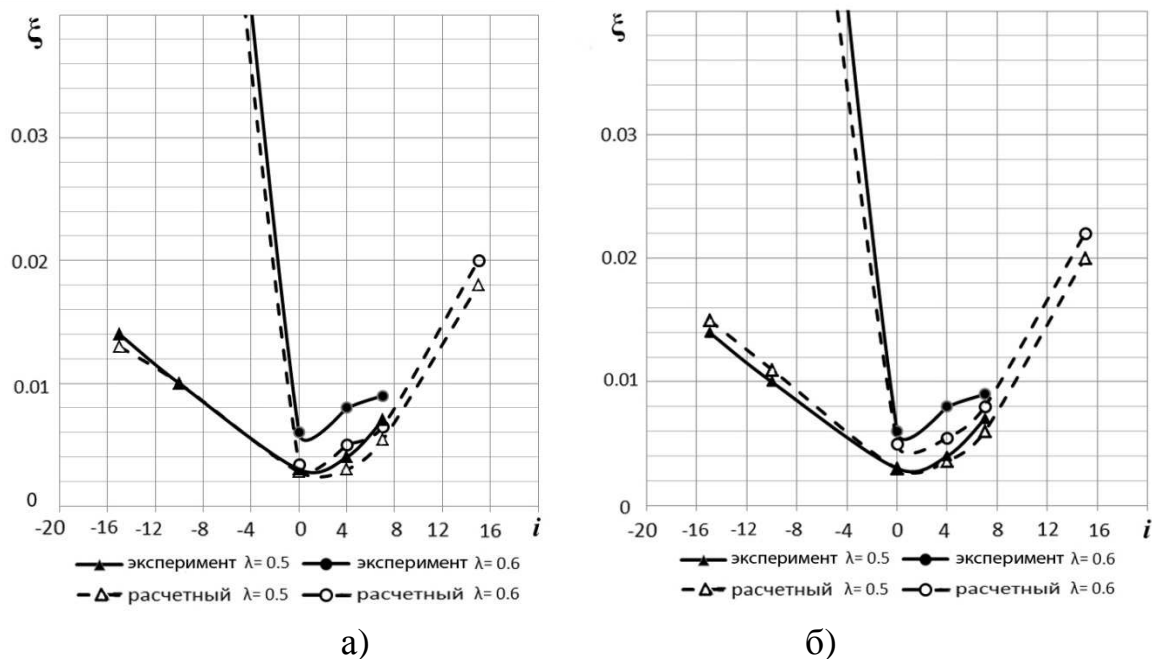 ξ
0.03
0.02
0.01
0
-20 -16 -12 -8 -4 0 4 8 12 16 i
эксперимент λ= 0.5 эксперимент λ= 0.6
расчетный λ= 0.5 расчетный λ= 0.6
а)
ξ
0.03
0.02
0.01
0
-20 -16 -12 -8 -4 0 4 8 12 16 i
эксперимент λ= 0.5 эксперимент λ= 0.6
расчетный λ= 0.5 расчетный λ= 0.6
б)